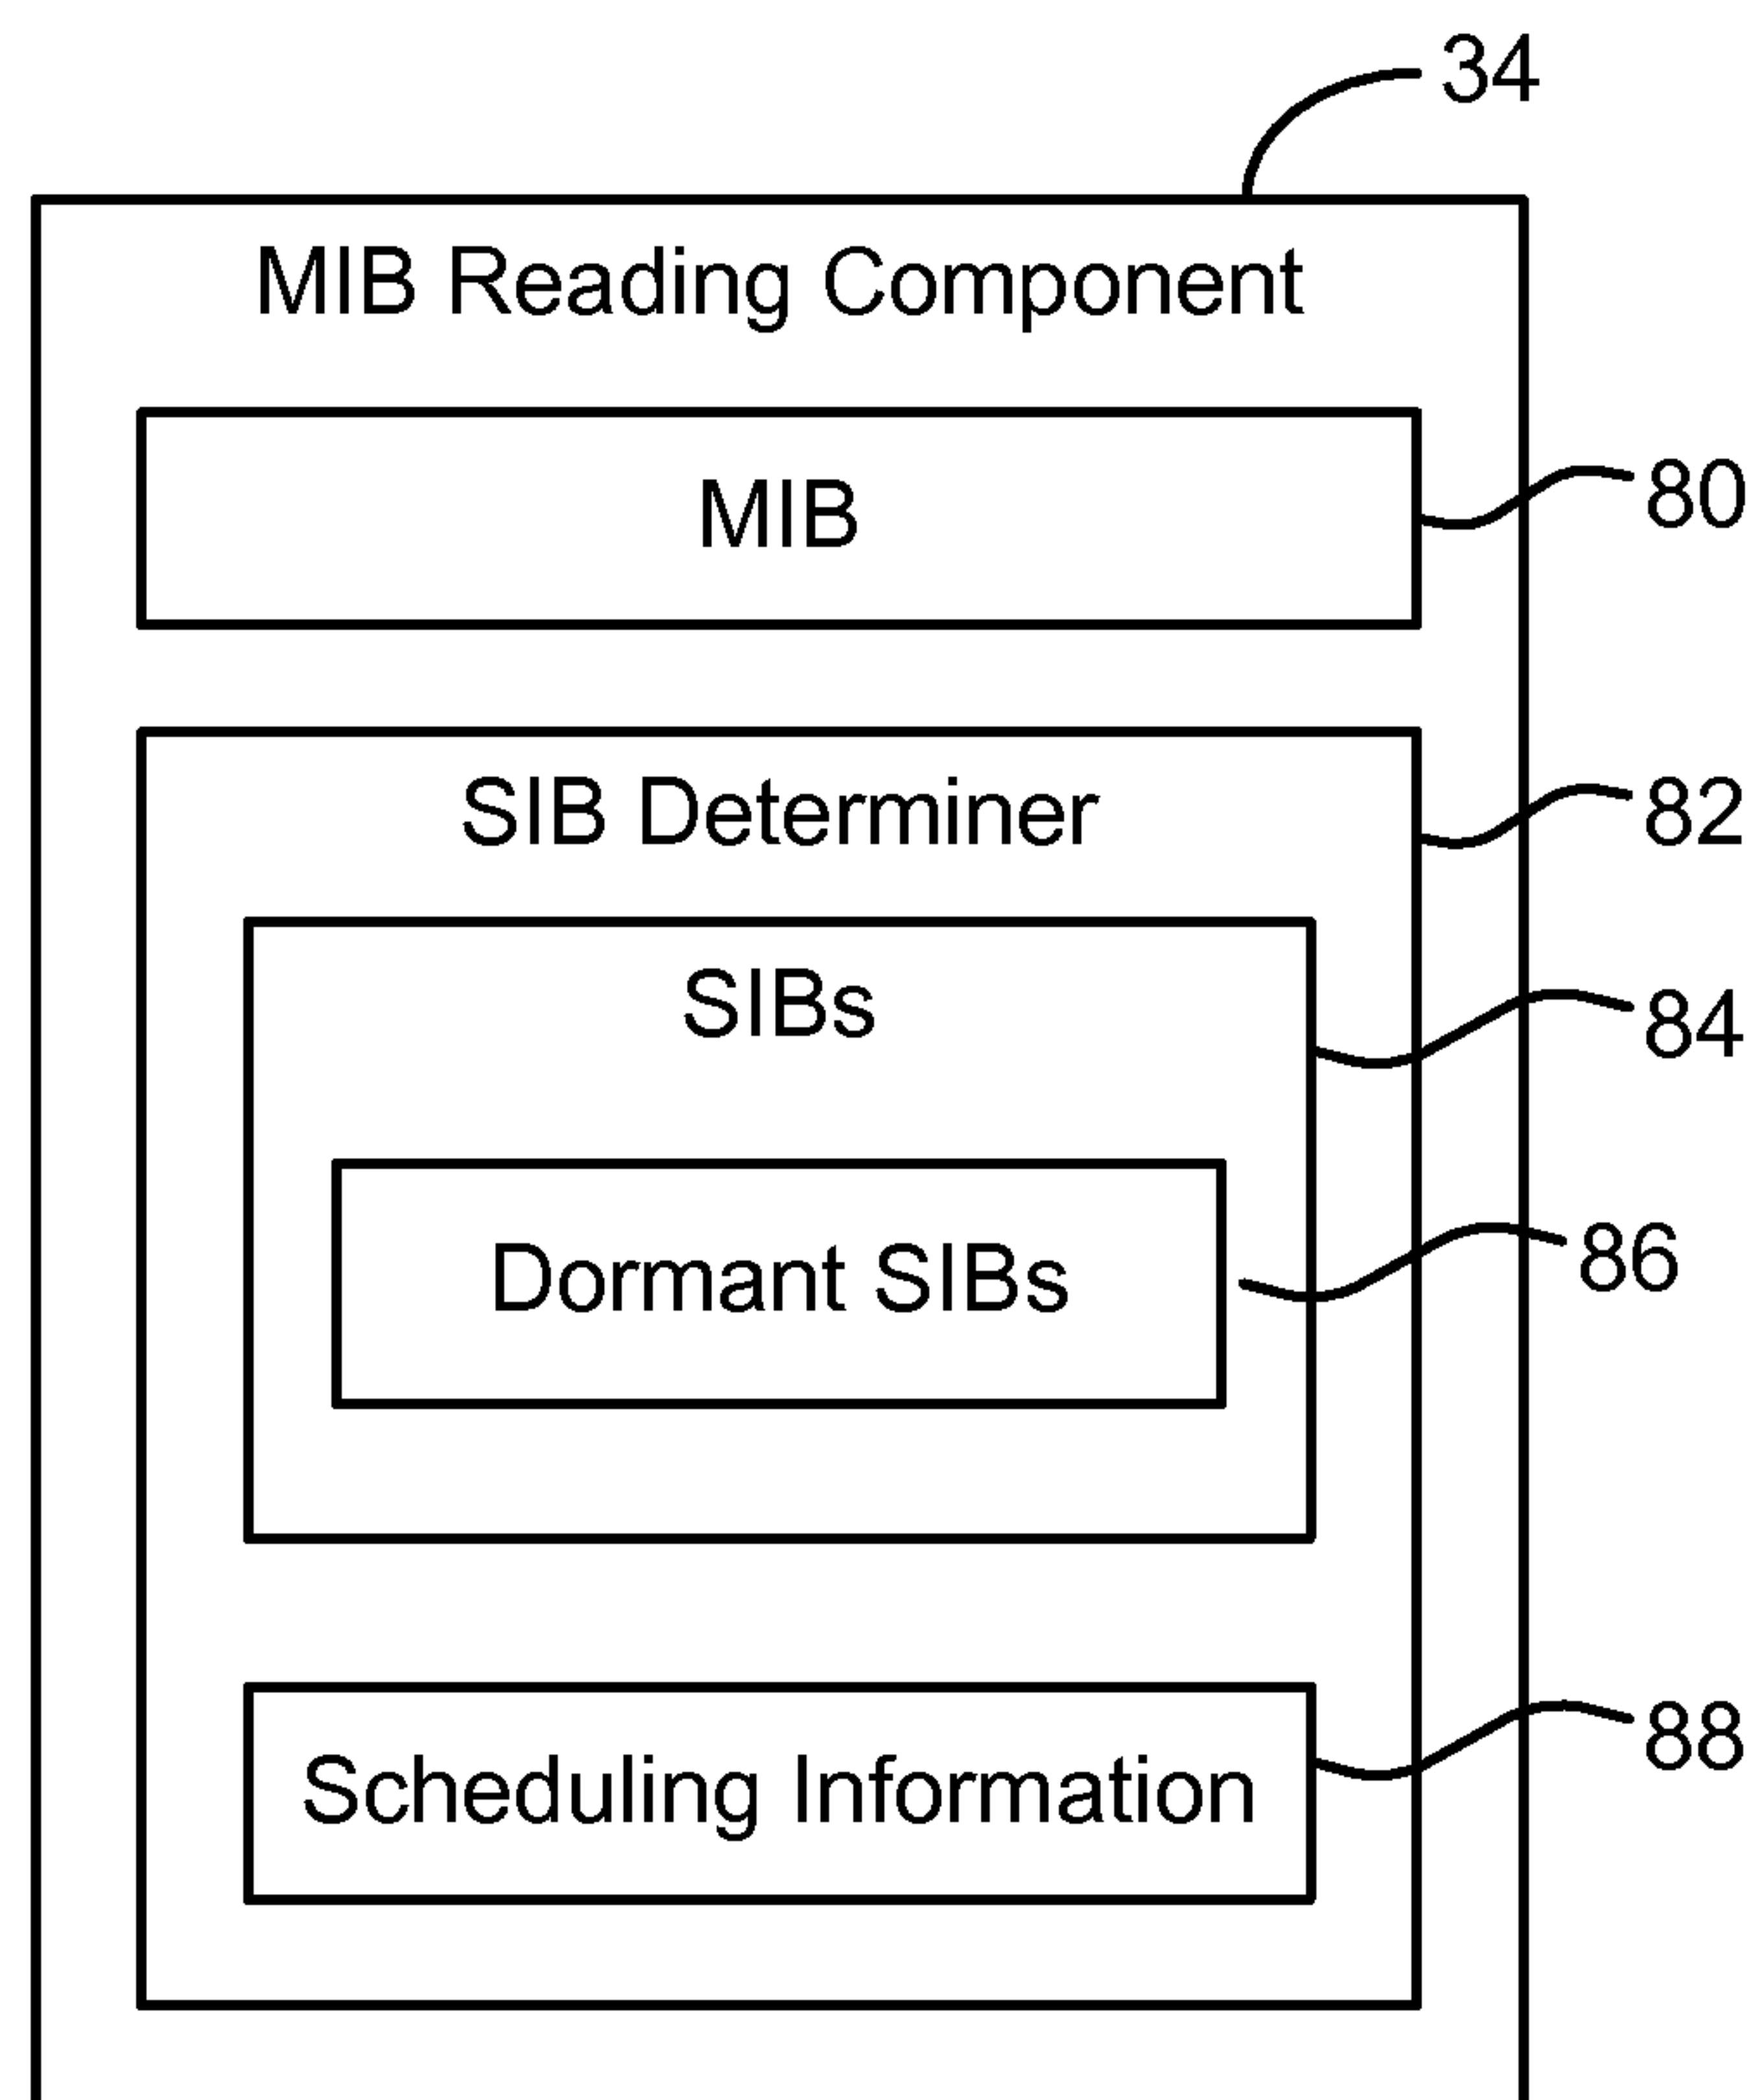 34
MIB Reading Component
MIB
80
SIB Determiner
82
SIBs
84
Dormant SIBs
86
Scheduling Information
88